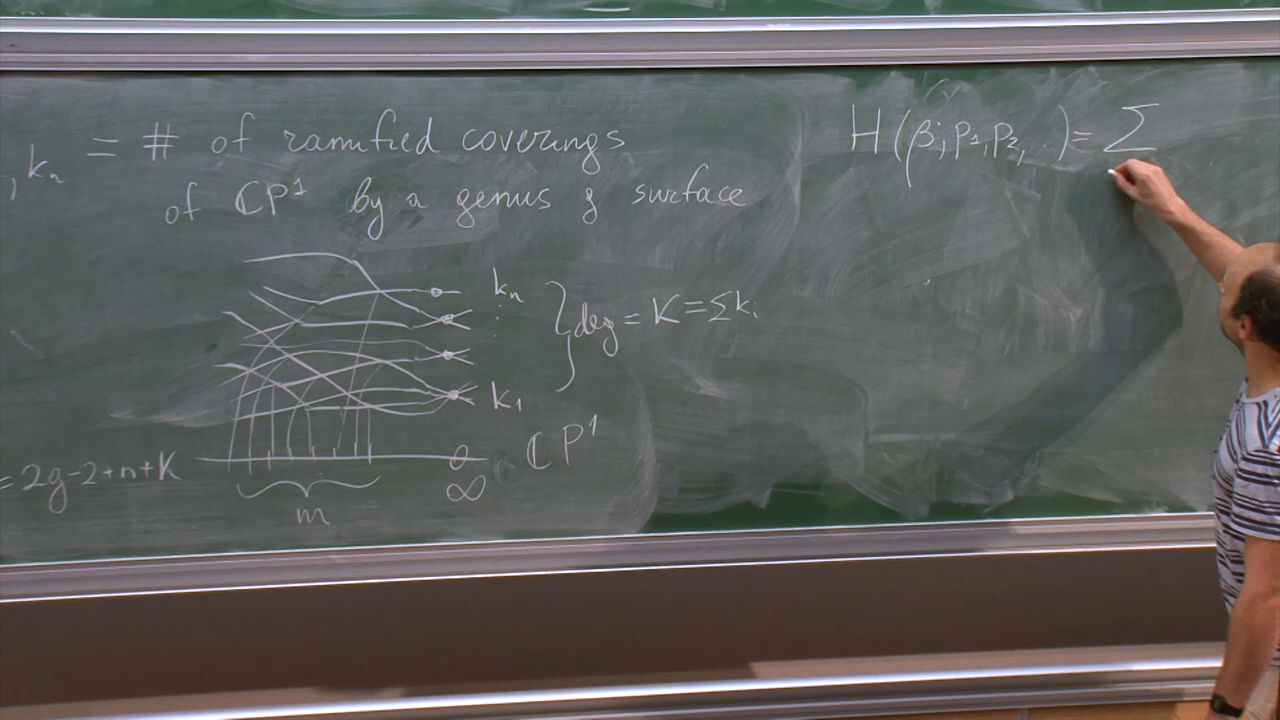 , kₙ = # of ramified coverings
of ℂP¹ by a genus g surface
kₙ
⋮
k₁
} deg = K = Σkᵢ
ℂP¹
∞
= 2g-2+n+K
m
H(β; p₁, p₂, . . ) = Σ